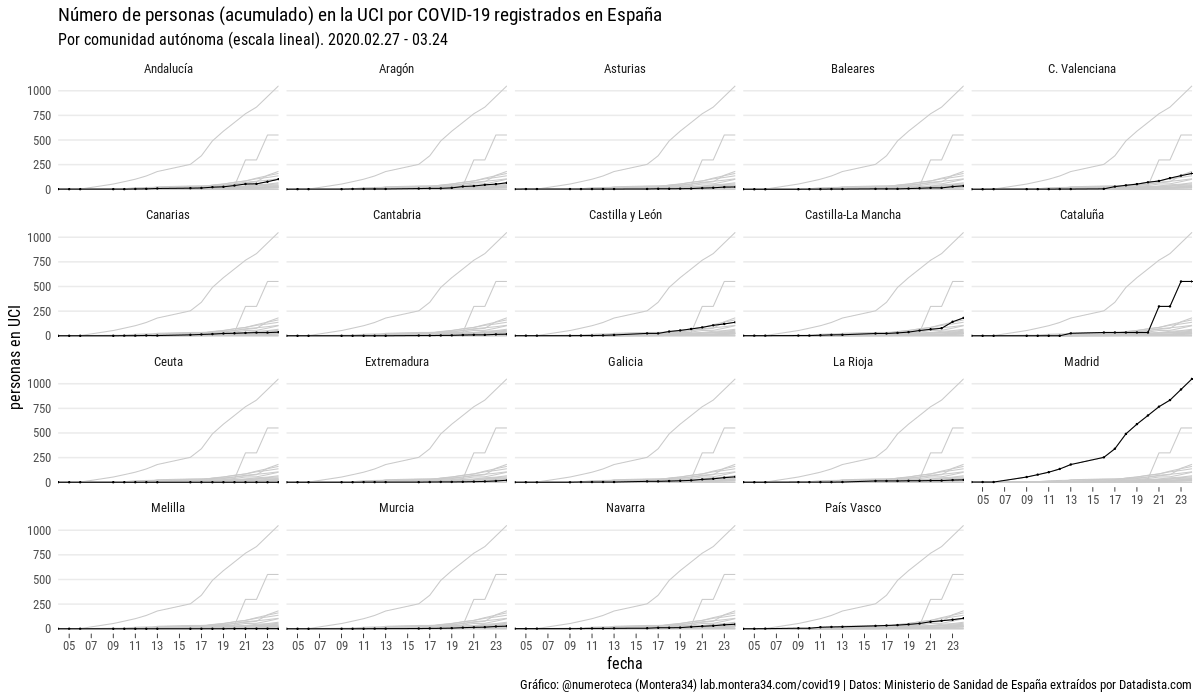 Número de personas (acumulado) en la UCI por COVID-19 registrados en España
Por comunidad autónoma (escala lineal). 2020.02.27 - 03.24
Andalucía Aragón Asturias Baleares C. Valenciana
1000
750
500
250
0
Canarias Cantabria Castilla y León Castilla-La Mancha Cataluña
1000
750
500
250
0
personas en UCI
Ceuta Extremadura Galicia La Rioja Madrid
1000
750
500
250
0
05 07 09 11 13 15 17 19 21 23
Melilla Murcia Navarra País Vasco
1000
750
500
250
0
05 07 09 11 13 15 17 19 21 23 05 07 09 11 13 15 17 19 21 23 05 07 09 11 13 15 17 19 21 23 05 07 09 11 13 15 17 19 21 23
fecha
Gráfico: @numeroteca (Montera34) lab.montera34.com/covid19 | Datos: Ministerio de Sanidad de España extraídos por Datadista.com